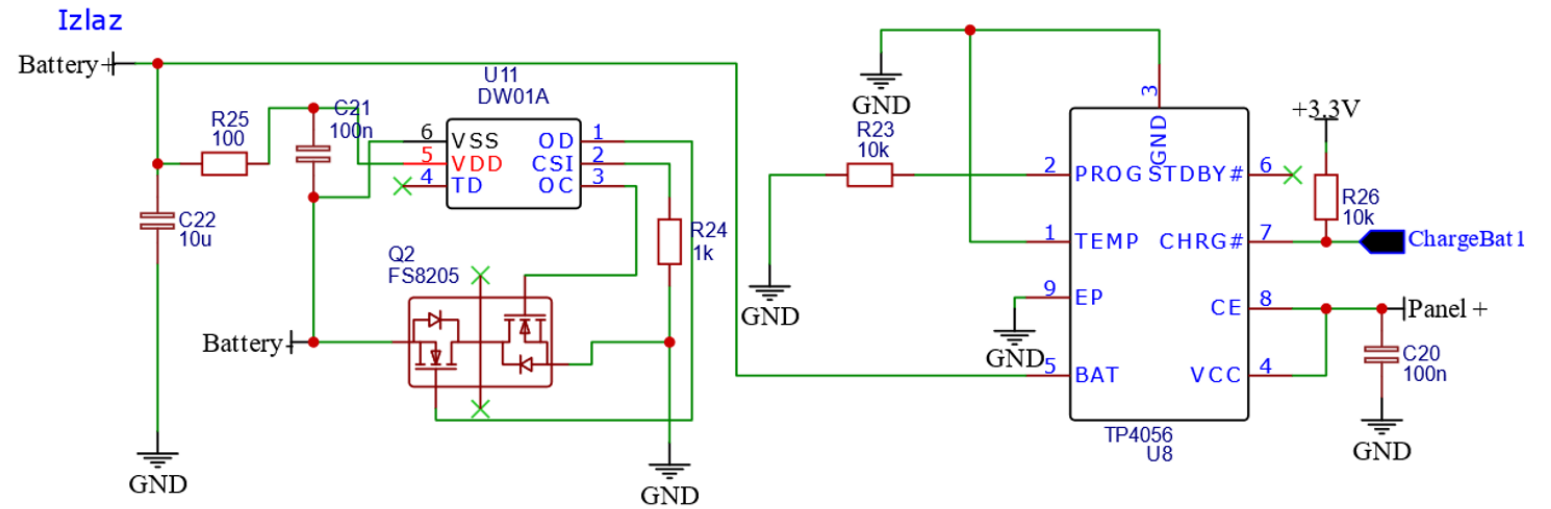 Izlaz
Battery+
U11
DW01A
R25
100
C21
100n
6 VSS OD 1
5 VDD CSI 2
4 TD OC 3
C22
10u
R24
1k
Q2
FS8205
Battery-
GND
GND
GND
R23
10k
GND
GND
3
GND
2 PROG STDBY# 6
1 TEMP CHRG# 7
9 EP CE 8
5 BAT VCC 4
TP4056
U8
+3.3V
R26
10k
ChargeBat1
Panel +
C20
100n
GND